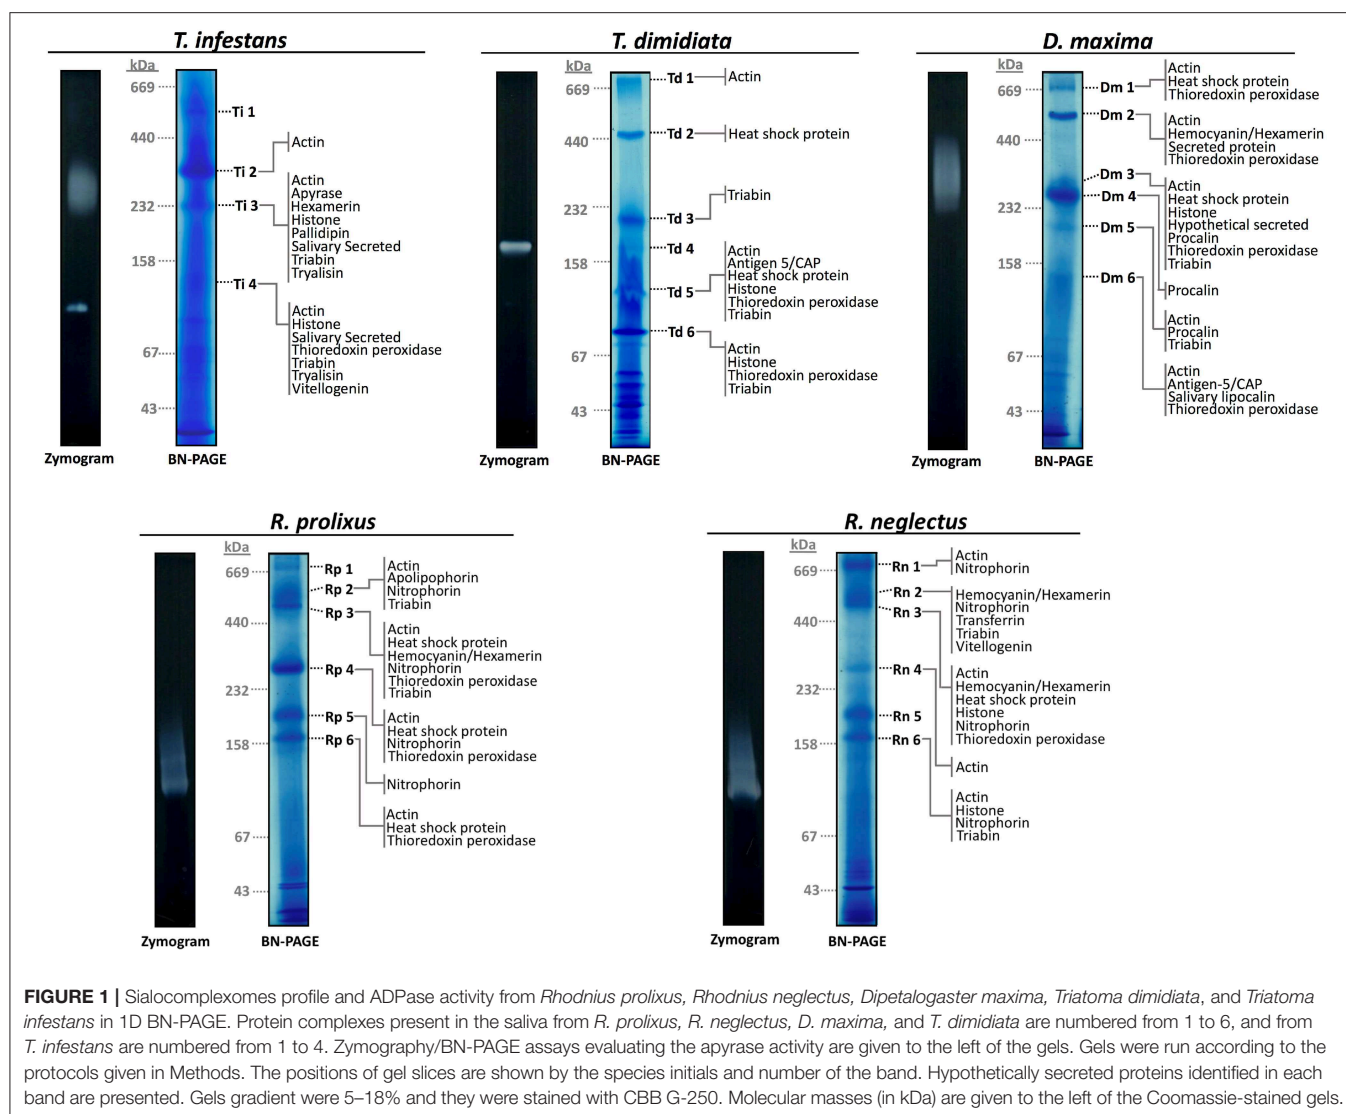 T. infestans
kDa
669
440
232
158
67
43
Ti 1
Ti 2
Ti 3
Ti 4
Actin
Actin
Apyrase
Hexamerin
Histone
Pallidipin
Salivary Secreted
Triabin
Tryalisin
Actin
Histone
Salivary Secreted
Thioredoxin peroxidase
Triabin
Tryalisin
Vitellogenin
Zymogram
BN-PAGE
T. dimidiata
kDa
669
440
232
158
67
43
Td 1
Td 2
Td 3
Td 4
Td 5
Td 6
Actin
Heat shock protein
Triabin
Actin
Antigen 5/CAP
Heat shock protein
Histone
Thioredoxin peroxidase
Triabin
Actin
Histone
Thioredoxin peroxidase
Triabin
Zymogram
BN-PAGE
D. maxima
kDa
669
440
232
158
67
43
Dm 1
Dm 2
Dm 3
Dm 4
Dm 5
Dm 6
Actin
Heat shock protein
Thioredoxin peroxidase
Actin
Hemocyanin/Hexamerin
Secreted protein
Thioredoxin peroxidase
Actin
Heat shock protein
Histone
Hypothetical secreted
Procalin
Thioredoxin peroxidase
Triabin
Procalin
Actin
Procalin
Triabin
Actin
Antigen-5/CAP
Salivary lipocalin
Thioredoxin peroxidase
Zymogram
BN-PAGE
R. prolixus
kDa
669
440
232
158
67
43
Rp 1
Rp 2
Rp 3
Rp 4
Rp 5
Rp 6
Actin
Apolipophorin
Nitrophorin
Triabin
Actin
Heat shock protein
Hemocyanin/Hexamerin
Nitrophorin
Thioredoxin peroxidase
Triabin
Actin
Heat shock protein
Nitrophorin
Thioredoxin peroxidase
Nitrophorin
Actin
Heat shock protein
Thioredoxin peroxidase
Zymogram
BN-PAGE
R. neglectus
kDa
669
440
232
158
67
43
Rn 1
Rn 2
Rn 3
Rn 4
Rn 5
Rn 6
Actin
Nitrophorin
Hemocyanin/Hexamerin
Nitrophorin
Transferrin
Triabin
Vitellogenin
Actin
Hemocyanin/Hexamerin
Heat shock protein
Histone
Nitrophorin
Thioredoxin peroxidase
Actin
Actin
Histone
Nitrophorin
Triabin
Zymogram
BN-PAGE
FIGURE 1 | Sialocomplexomes profile and ADPase activity from Rhodnius prolixus, Rhodnius neglectus, Dipetalogaster maxima, Triatoma dimidiata, and Triatoma
infestans in 1D BN-PAGE. Protein complexes present in the saliva from R. prolixus, R. neglectus, D. maxima, and T. dimidiata are numbered from 1 to 6, and from
T. infestans are numbered from 1 to 4. Zymography/BN-PAGE assays evaluating the apyrase activity are given to the left of the gels. Gels were run according to the
protocols given in Methods. The positions of gel slices are shown by the species initials and number of the band. Hypothetically secreted proteins identified in each
band are presented. Gels gradient were 5–18% and they were stained with CBB G-250. Molecular masses (in kDa) are given to the left of the Coomassie-stained gels.